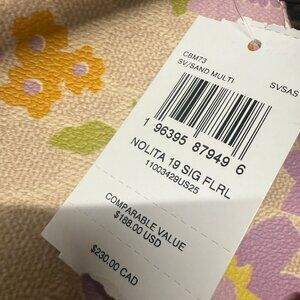 CBM73
SV/SAND MULTI
SVSAS
1 96395 87949 6
NOLITA 19 SIG FLRL
11003429US25
COMPARABLE VALUE
$188.00 USD
$230.00 CAD